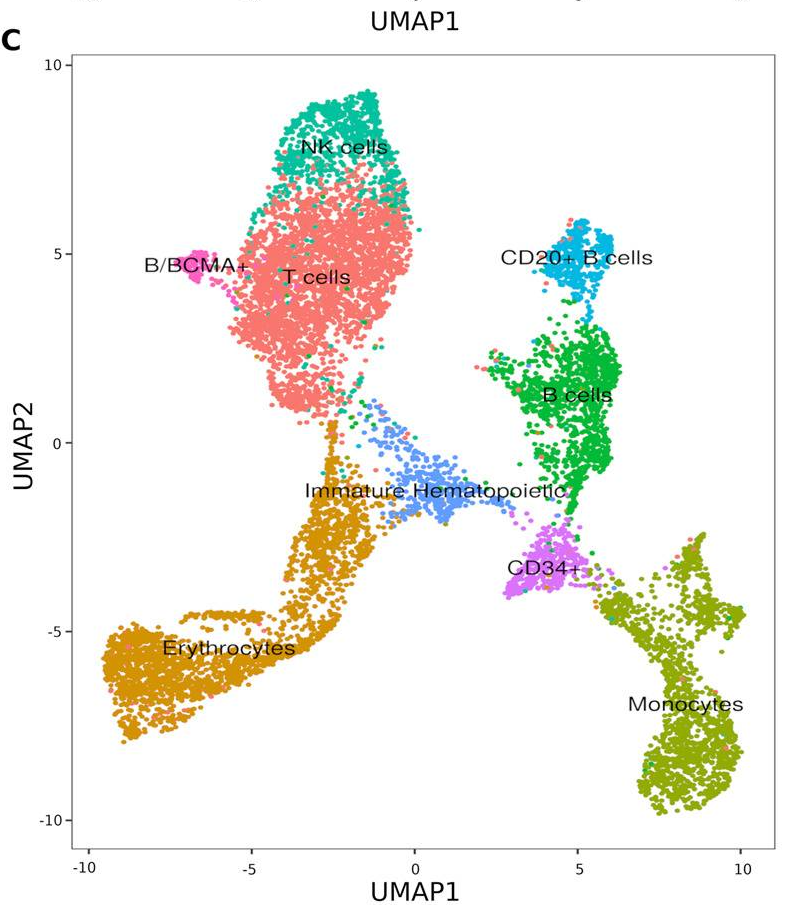 UMAP1
C
10
NK cells
5
B/BCMA+
T cells
CD20+ B cells
B cells
UMAP2
0
Immature Hematopoietic
CD34+
-5
Erythrocytes
Monocytes
-10
-10 -5 0 5 10
UMAP1